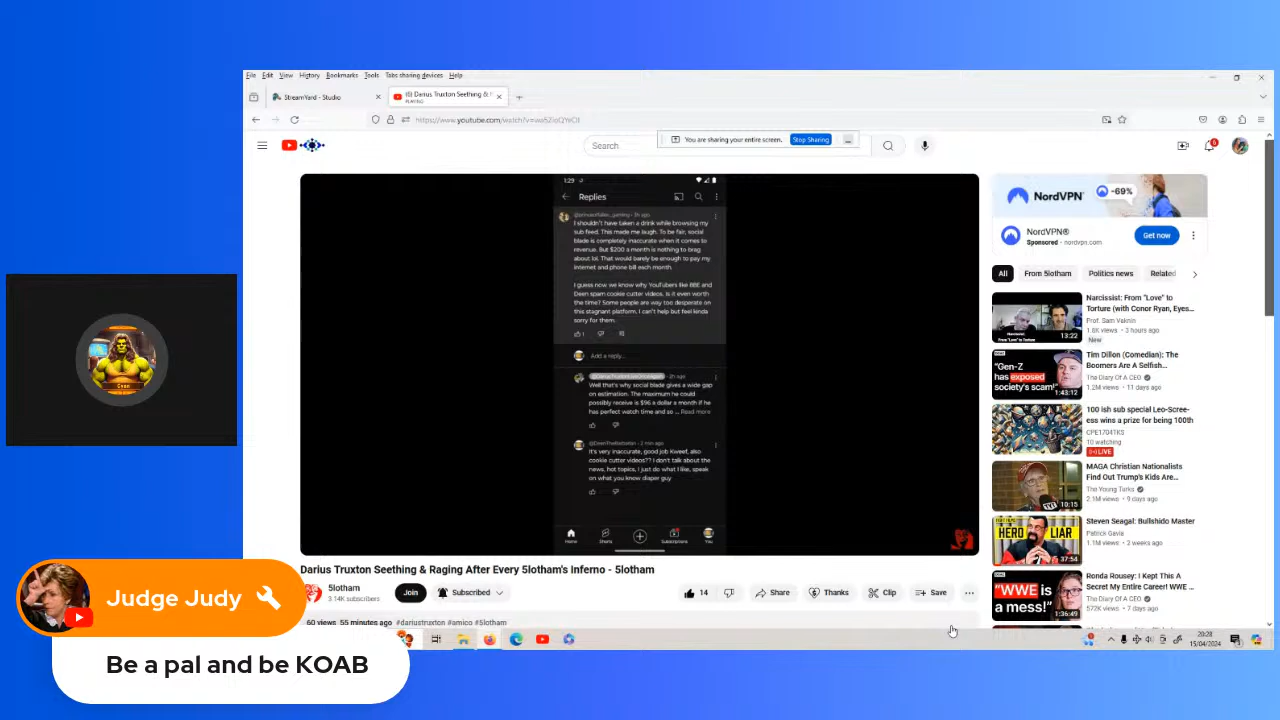 File Edit View History Bookmarks Tools Tabs sharing devices Help
StreamYard - Studio
(6) Darius Truxton Seething &
PLAYING
https://www.youtube.com/watch?v=
Search
You are sharing your entire screen.
Stop Sharing
6
1:29
Replies
I shouldn't have taken a drink while browsing my
sub feed. This made me laugh. To be fair, social
blade is completely inaccurate when it comes to
revenue. But $200 a month is nothing to brag
about lol. That would barely be enough to pay my
internet and phone bill each month.
I guess now we know why YouTubers like BBE and
Deen spam cookie cutter videos. Is it even worth
the time? Some people are way too desperate on
this stagnant platform. I can't help but feel kinda
sorry for them.
1
Add a reply...
Well that's why social blade gives a wide gap
on estimation. The maximum he could
possibly receive is $96 a dollar a month if he
has perfect watch time and so ... Read more
@DeenTheBarbarian - 2 min ago
It's very inaccurate, good job Kweef, also
cookie cutter videos?? I don't talk about the
news, hot topics, I just do what I like, speak
on what you know diaper guy
Home
Shorts
Subscriptions
You
NordVPN
-69%
NordVPN®
Sponsored · nordvpn.com
Get now
All
From 5lotham
Politics news
Related
Narcissist: From "Love" to
Torture (with Conor Ryan, Eyes...
Prof. Sam Vaknin
1.8K views • 3 hours ago
New
13:22
Tim Dillon (Comedian): The
Boomers Are A Selfish...
The Diary Of A CEO
1.2M views • 11 days ago
"Gen-Z
has exposed
society's scam!"
1:43:12
100 ish sub special Leo-Scree-
ess wins a prize for being 100th
CPE1704TKS
10 watching
LIVE
MAGA Christian Nationalists
Find Out Trump's Kids Are...
The Young Turks
2.1M views • 9 days ago
10:15
Steven Seagal: Bullshido Master
Patrick Gavia
1.1M views • 2 weeks ago
HERO LIAR
37:54
Ronda Rousey: I Kept This A
Secret My Entire Career! WWE ...
The Diary Of A CEO
572K views • 7 days ago
"WWE is
a mess!"
1:36:49
Darius Truxton Seething & Raging After Every 5lotham's Inferno - 5lotham
5lotham
3.14K subscribers
Join
Subscribed
14
Share
Thanks
Clip
Save
60 views 55 minutes ago #dariustruxton #amico #5lotham
20:28
15/04/2024
Judge Judy
Be a pal and be KOAB